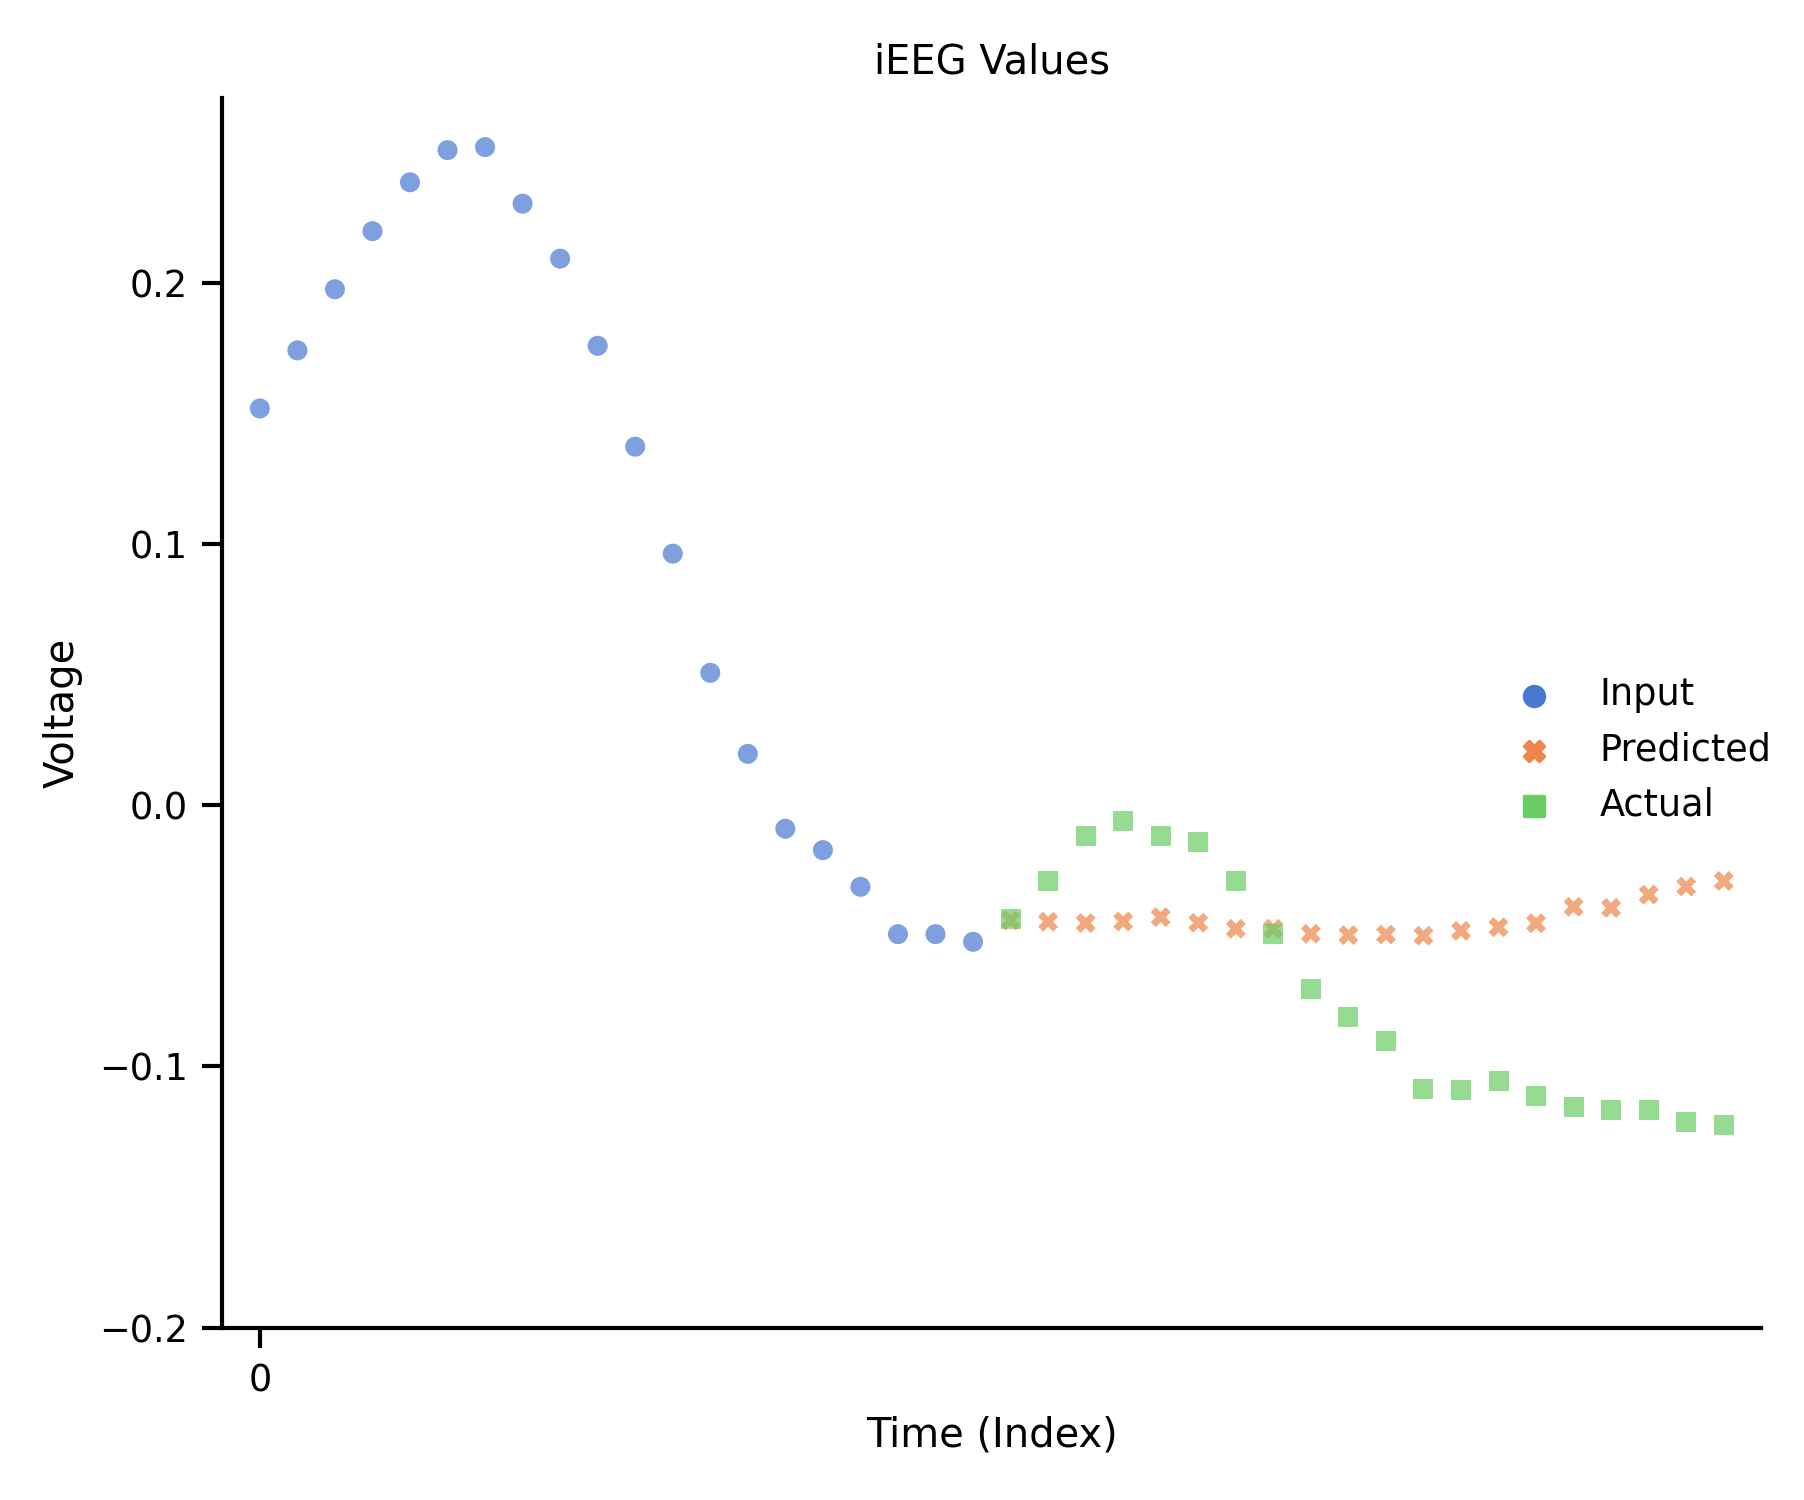 iEEG Values
0.2
0.1
0.0
−0.1
−0.2
Voltage
Input
Predicted
Actual
0
Time (Index)